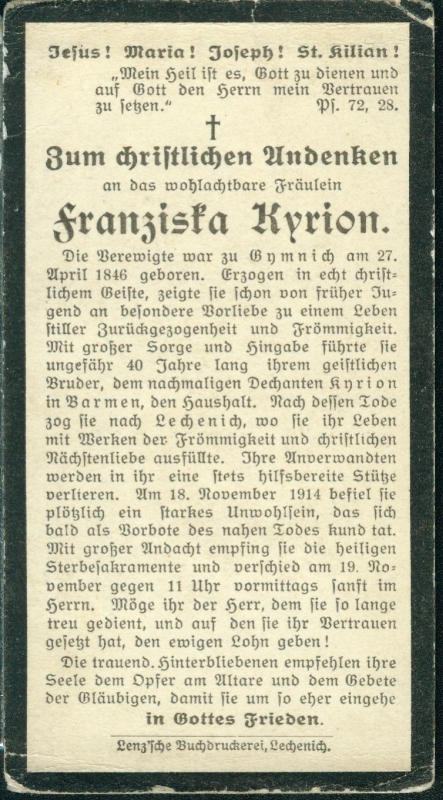 Jesus! Maria! Joseph! St. Kilian!
„Mein Heil ist es, Gott zu dienen und
auf Gott den Herrn mein Vertrauen
zu setzen.“ Ps. 72, 28.
†
Zum christlichen Andenken
an das wohlachtbare Fräulein
Franziska Kyrion.
Die Verewigte war zu Gymnich am 27.
April 1846 geboren. Erzogen in echt christ-
lichem Geiste, zeigte sie schon von früher Ju-
gend an besondere Vorliebe zu einem Leben
stiller Zurückgezogenheit und Frömmigkeit.
Mit großer Sorge und Hingabe führte sie
ungefähr 40 Jahre lang ihrem geistlichen
Bruder, dem nachmaligen Dechanten Kyrion
in Barmen, den Haushalt. Nach dessen Tode
zog sie nach Lechenich, wo sie ihr Leben
mit Werken der Frömmigkeit und christlichen
Nächstenliebe ausfüllte. Ihre Anverwandten
werden in ihr eine stets hilfsbereite Stütze
verlieren. Am 18. November 1914 befiel sie
plötzlich ein starkes Unwohlsein, das sich
bald als Vorbote des nahen Todes kund tat.
Mit großer Andacht empfing sie die heiligen
Sterbesakramente und verschied am 19. No-
vember gegen 11 Uhr vormittags sanft im
Herrn. Möge ihr der Herr, dem sie so lange
treu gedient, und auf den sie ihr Vertrauen
gesetzt hat, den ewigen Lohn geben!
Die trauend. Hinterbliebenen empfehlen ihre
Seele dem Opfer am Altare und dem Gebete
der Gläubigen, damit sie um so eher eingehe
in Gottes Frieden.
Lenz'sche Buchdruckerei, Lechenich.